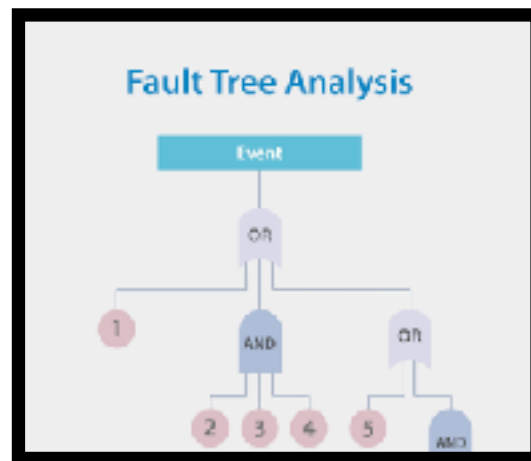 Fault Tree Analysis
Event
OR
1
AND
OR
2 3 4 5
AND